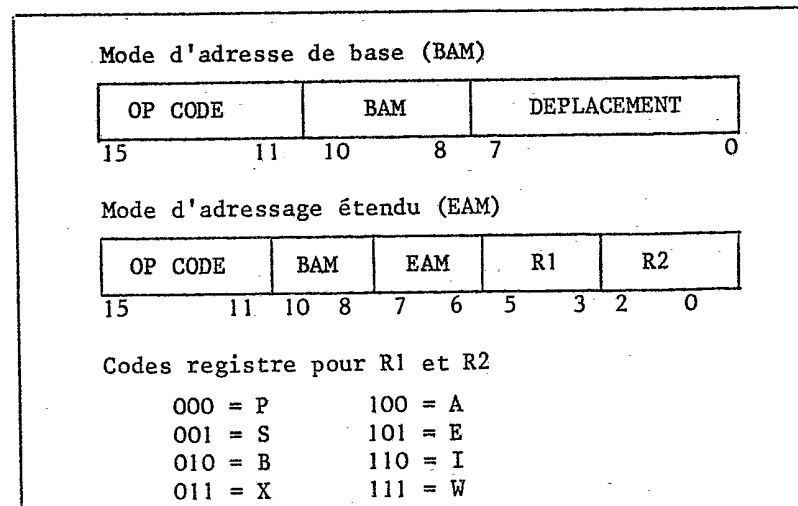 Mode d'adresse de base (BAM)
OP CODE BAM DEPLACEMENT
15 11 10 8 7 0
Mode d'adressage étendu (EAM)
OP CODE BAM EAM R1 R2
15 11 10 8 7 6 5 3 2 0
Codes registre pour R1 et R2
000 = P 100 = A
001 = S 101 = E
010 = B 110 = I
011 = X 111 = W